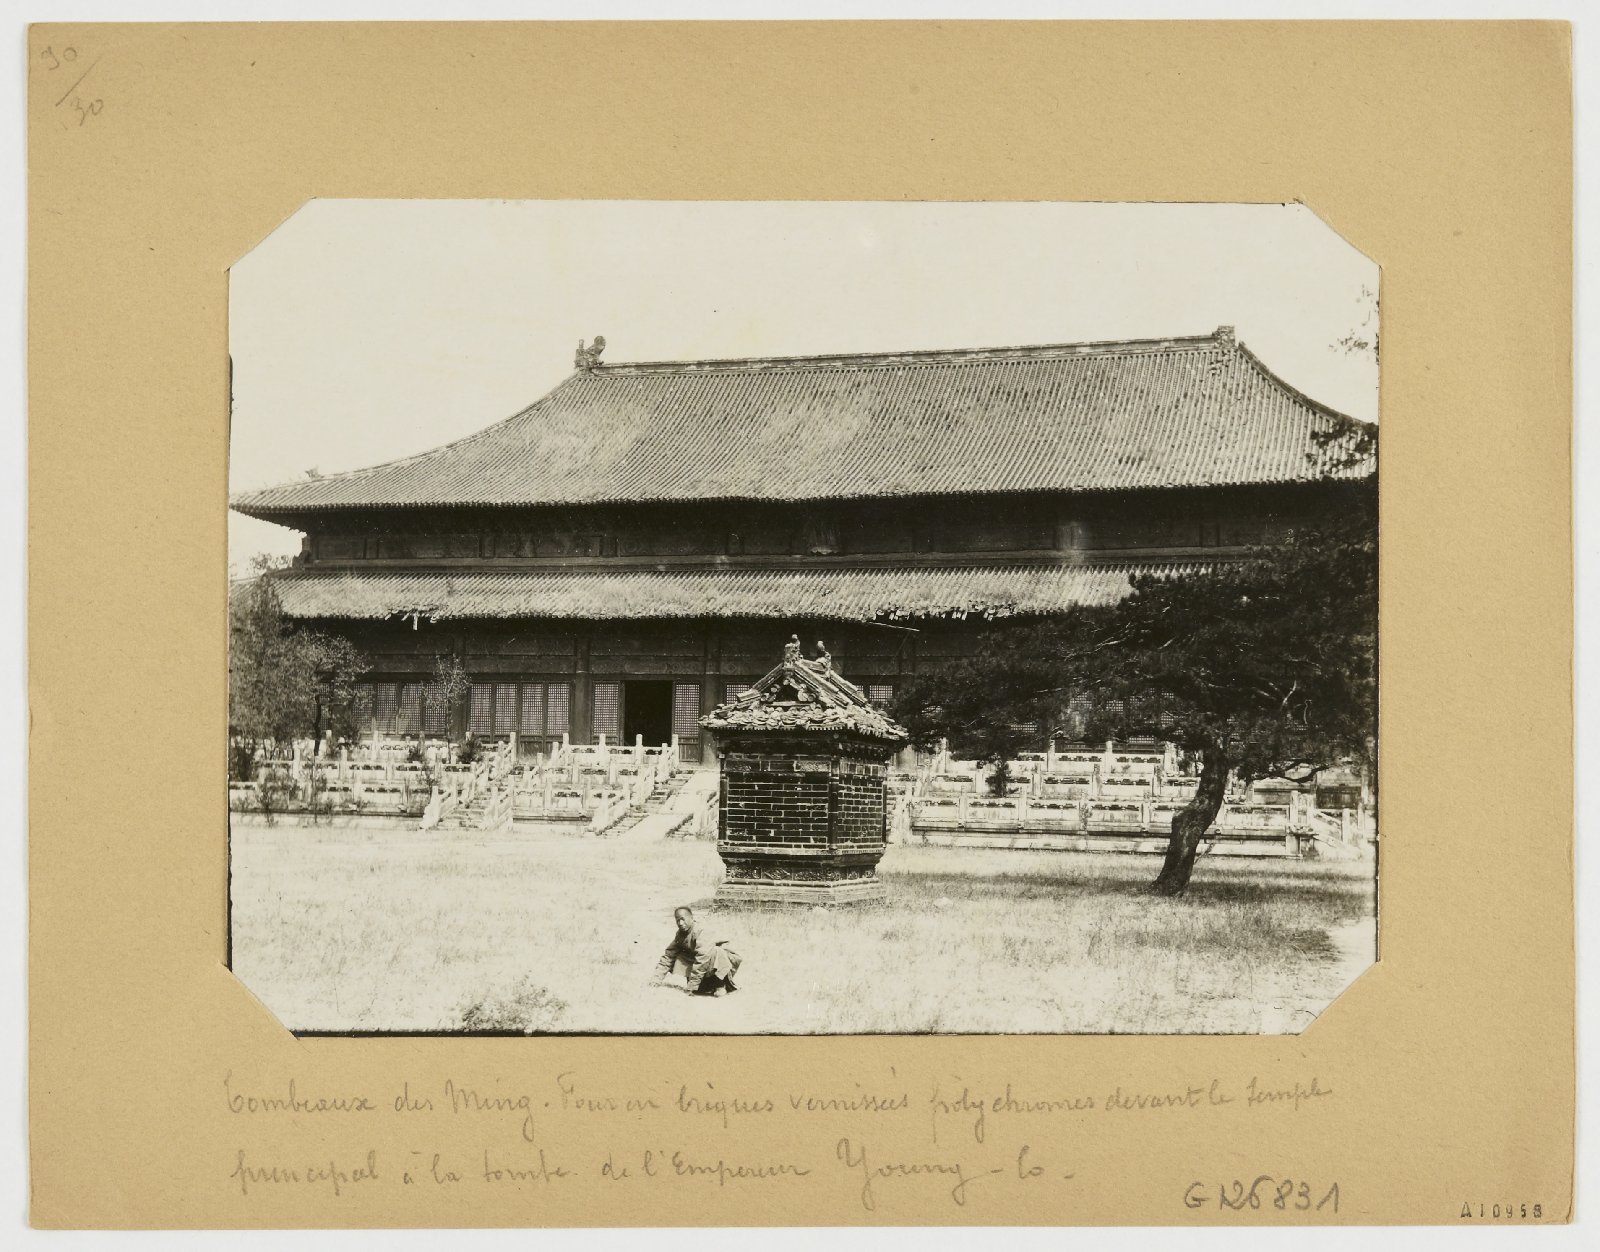 90
30
Tombeaux des Ming. Four en briques vernissées polychromes devant le temple
principal à la tombe de l'Empereur Young-lo-
G126831
A10958